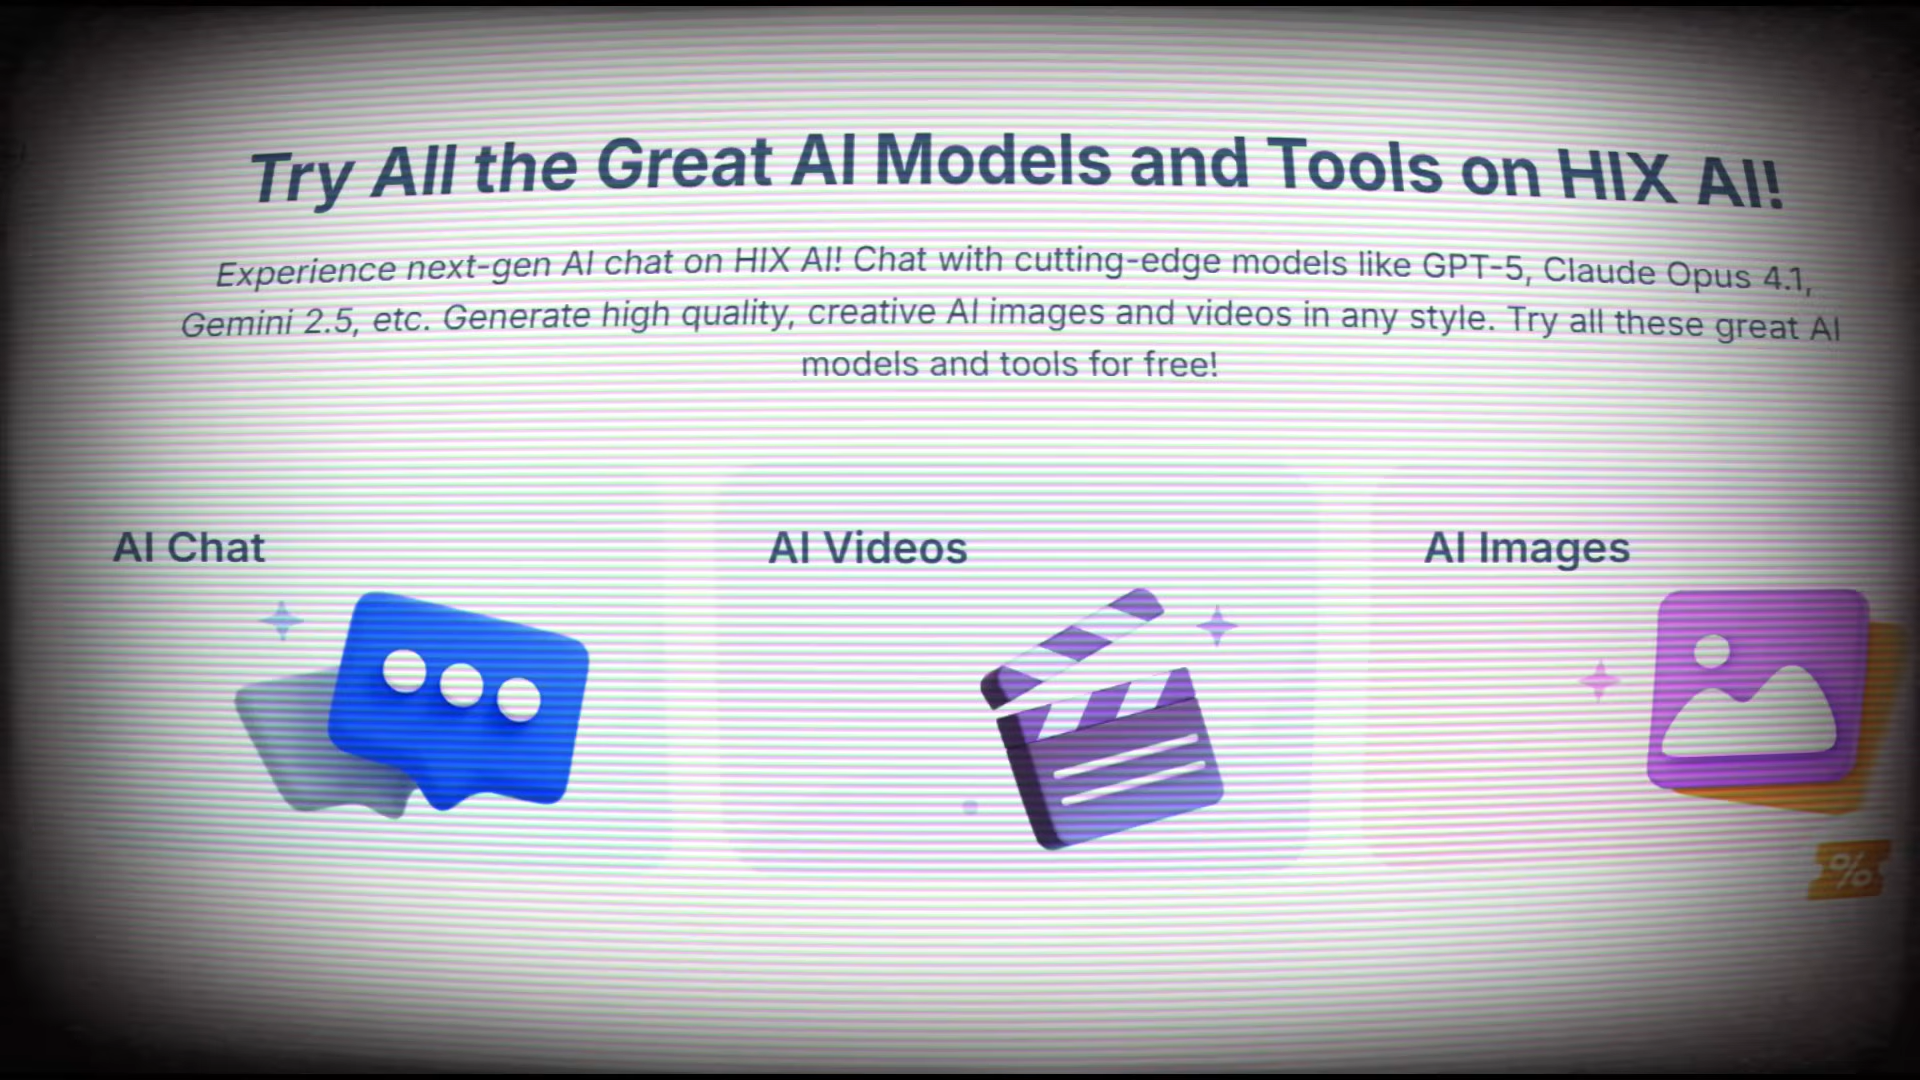 Try All the Great AI Models and Tools on HIX AI!
Experience next-gen AI chat on HIX AI! Chat with cutting-edge models like GPT-5, Claude Opus 4.1,
Gemini 2.5, etc. Generate high quality, creative AI images and videos in any style. Try all these great AI
models and tools for free!
AI Chat
AI Videos
AI Images
%